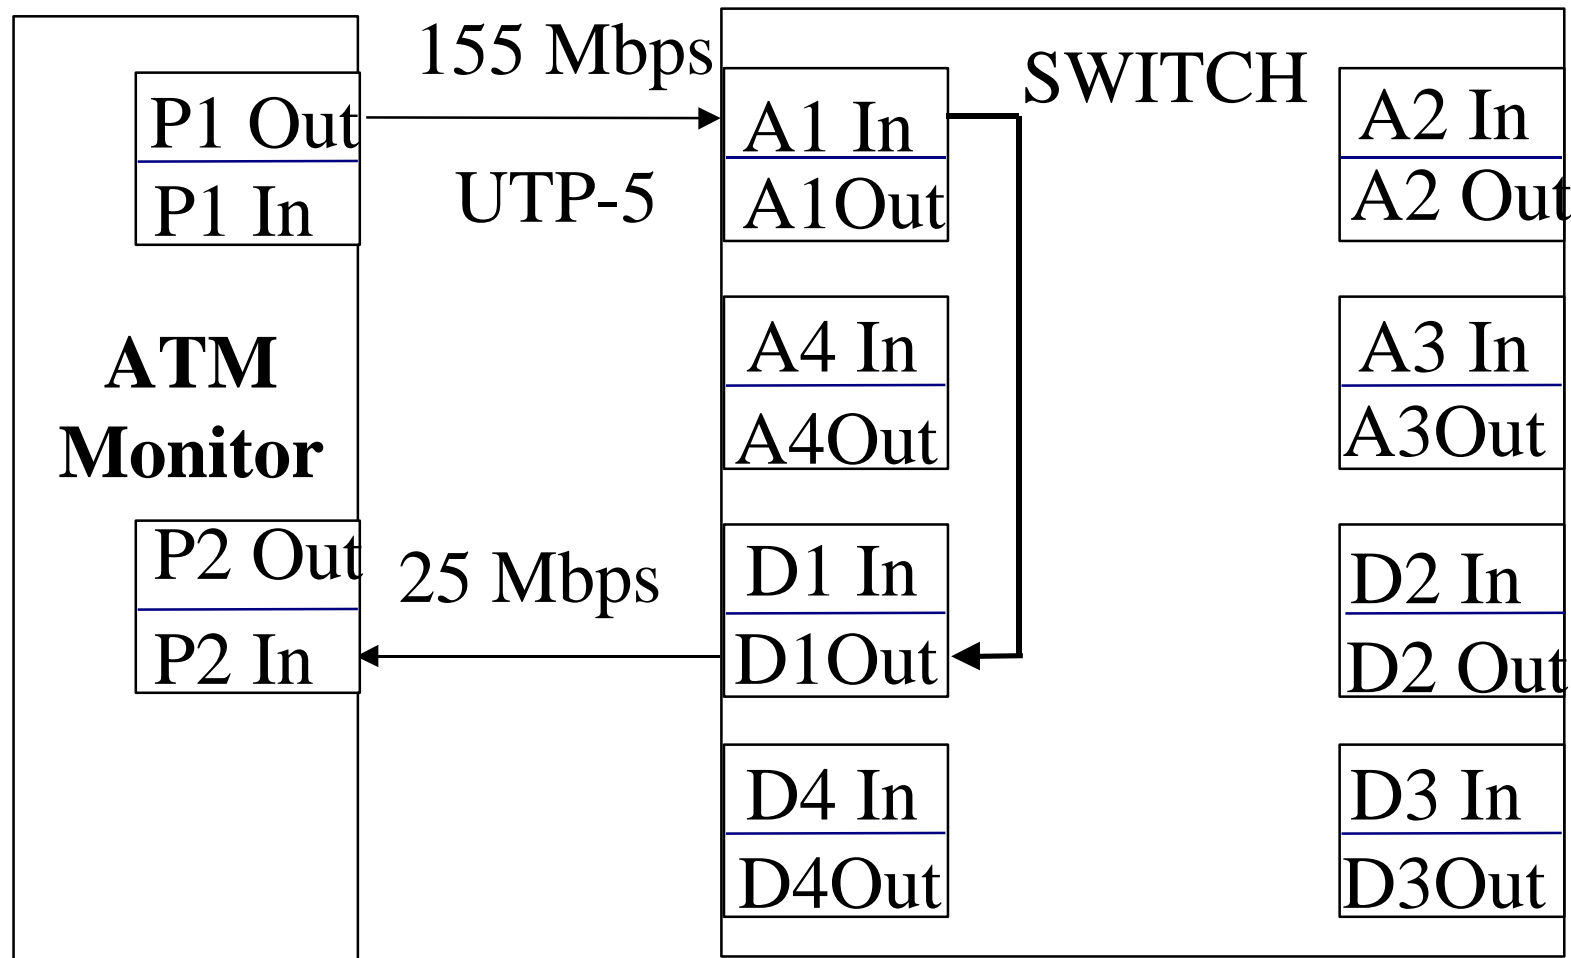 155 Mbps
SWITCH
P1 Out
P1 In
UTP-5
A1 In
A1Out
A2 In
A2 Out
ATM
Monitor
A4 In
A4Out
A3 In
A3Out
P2 Out
P2 In
25 Mbps
D1 In
D1Out
D2 In
D2 Out
D4 In
D4Out
D3 In
D3Out